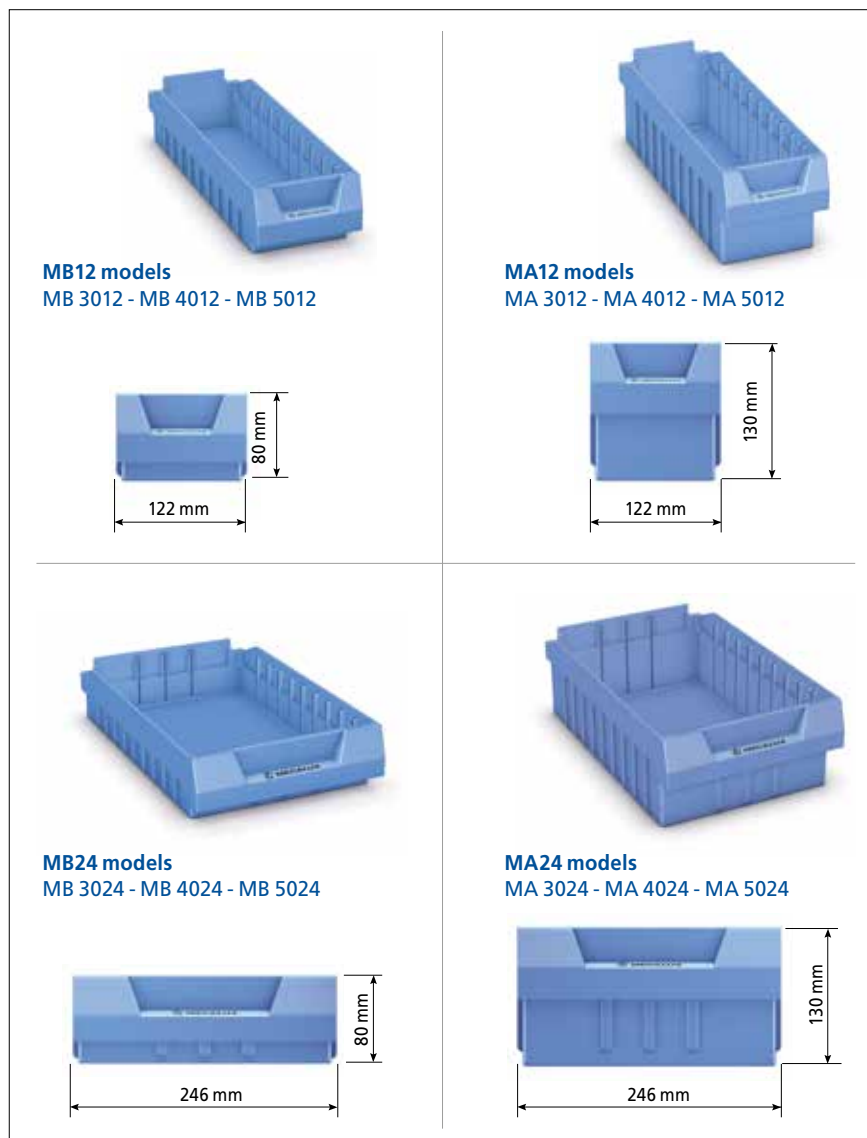 MB12 models
MB 3012 - MB 4012 - MB 5012
80 mm
122 mm
MA12 models
MA 3012 - MA 4012 - MA 5012
130 mm
122 mm
MB24 models
MB 3024 - MB 4024 - MB 5024
80 mm
246 mm
MA24 models
MA 3024 - MA 4024 - MA 5024
130 mm
246 mm